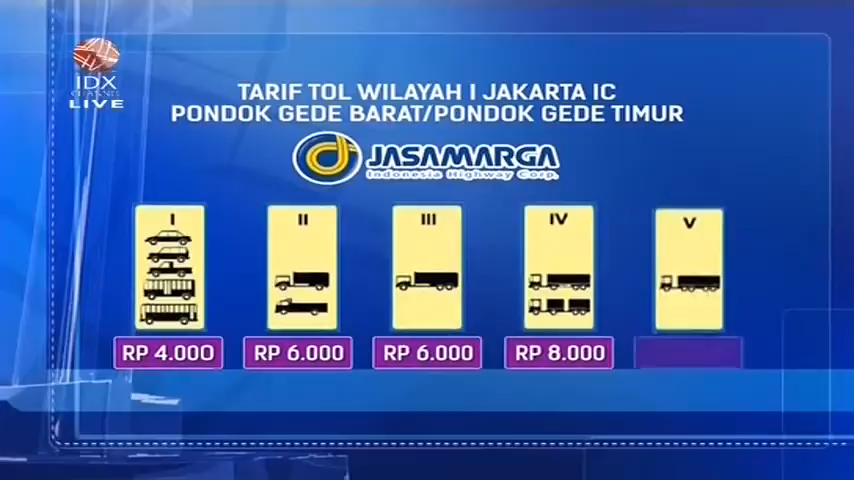 IDX
CHANNEL
LIVE
TARIF TOL WILAYAH I JAKARTA IC
PONDOK GEDE BARAT/PONDOK GEDE TIMUR
JASAMARGA
Indonesia Highway Corp.
I II III IV V
RP 4.000 RP 6.000 RP 6.000 RP 8.000